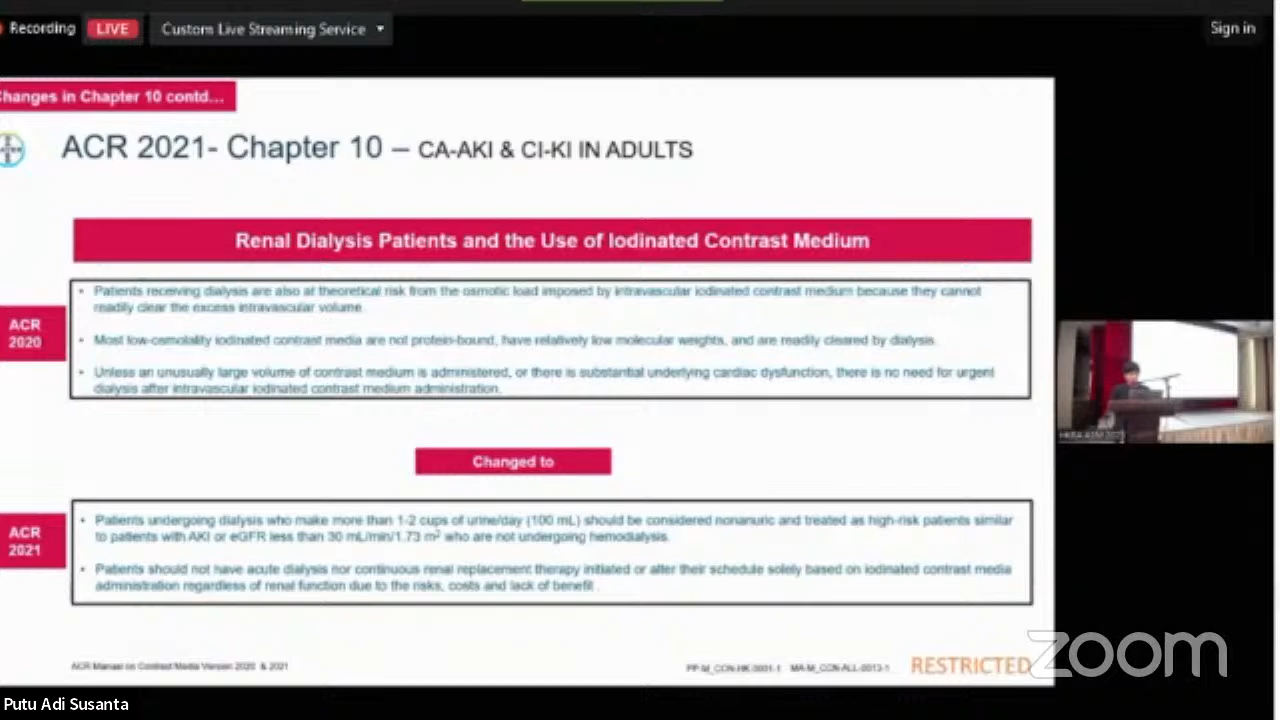 Recording
LIVE
Custom Live Streaming Service
Sign in
Changes in Chapter 10 contd...
ACR 2021- Chapter 10 – CA-AKI & CI-KI IN ADULTS
Renal Dialysis Patients and the Use of Iodinated Contrast Medium
ACR
2020
• Patients receiving dialysis are also at theoretical risk from the osmotic load imposed by intravascular iodinated contrast medium because they cannot
readily clear the excess intravascular volume.
• Most low-osmolality iodinated contrast media are not protein-bound, have relatively low molecular weights, and are readily cleared by dialysis.
• Unless an unusually large volume of contrast medium is administered, or there is substantial underlying cardiac dysfunction, there is no need for urgent
dialysis after intravascular iodinated contrast medium administration.
Changed to
ACR
2021
• Patients undergoing dialysis who make more than 1-2 cups of urine/day (100 mL) should be considered nonanuric and treated as high-risk patients similar
to patients with AKI or eGFR less than 30 mL/min/1.73 m² who are not undergoing hemodialysis.
• Patients should not have acute dialysis nor continuous renal replacement therapy initiated or alter their schedule solely based on iodinated contrast media
administration regardless of renal function due to the risks, costs and lack of benefit .
ACR Manual on Contrast Media Version 2020 & 2021
PP-M_CON-HK-0001-1 MA-M_CON-ALL-0013-1
RESTRICTED
zoom
Putu Adi Susanta